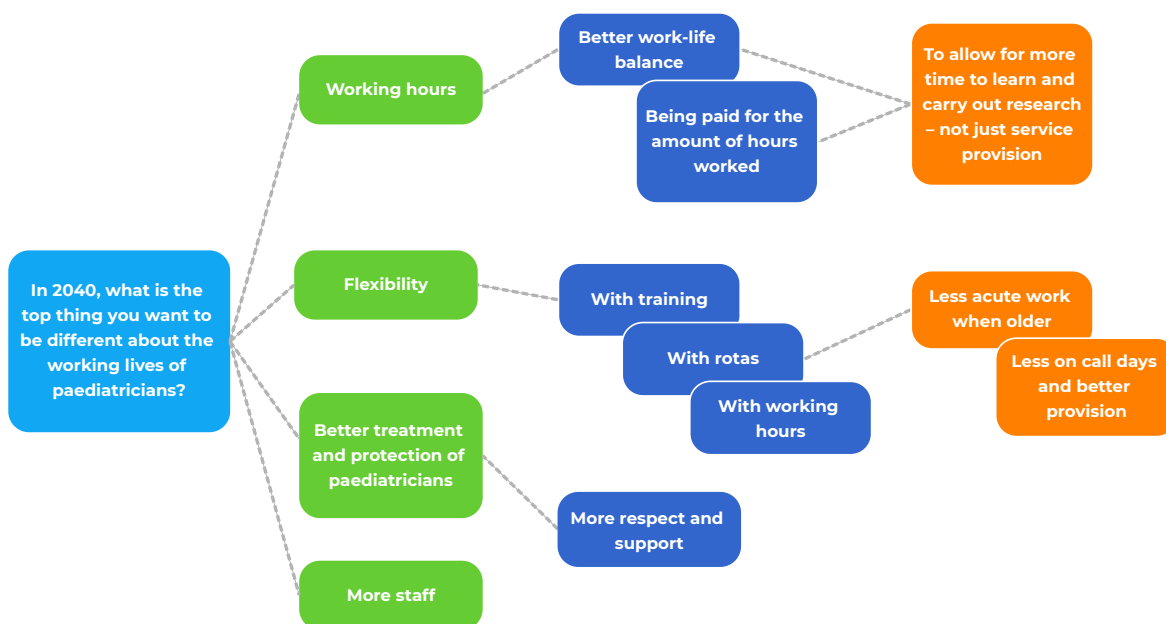 In 2040, what is the
top thing you want to
be different about the
working lives of
paediatricians?
Working hours
Better work-life
balance
Being paid for the
amount of hours
worked
To allow for more
time to learn and
carry out research
– not just service
provision
Flexibility
With training
With rotas
With working
hours
Less acute work
when older
Less on call days
and better
provision
Better treatment
and protection of
paediatricians
More respect and
support
More staff